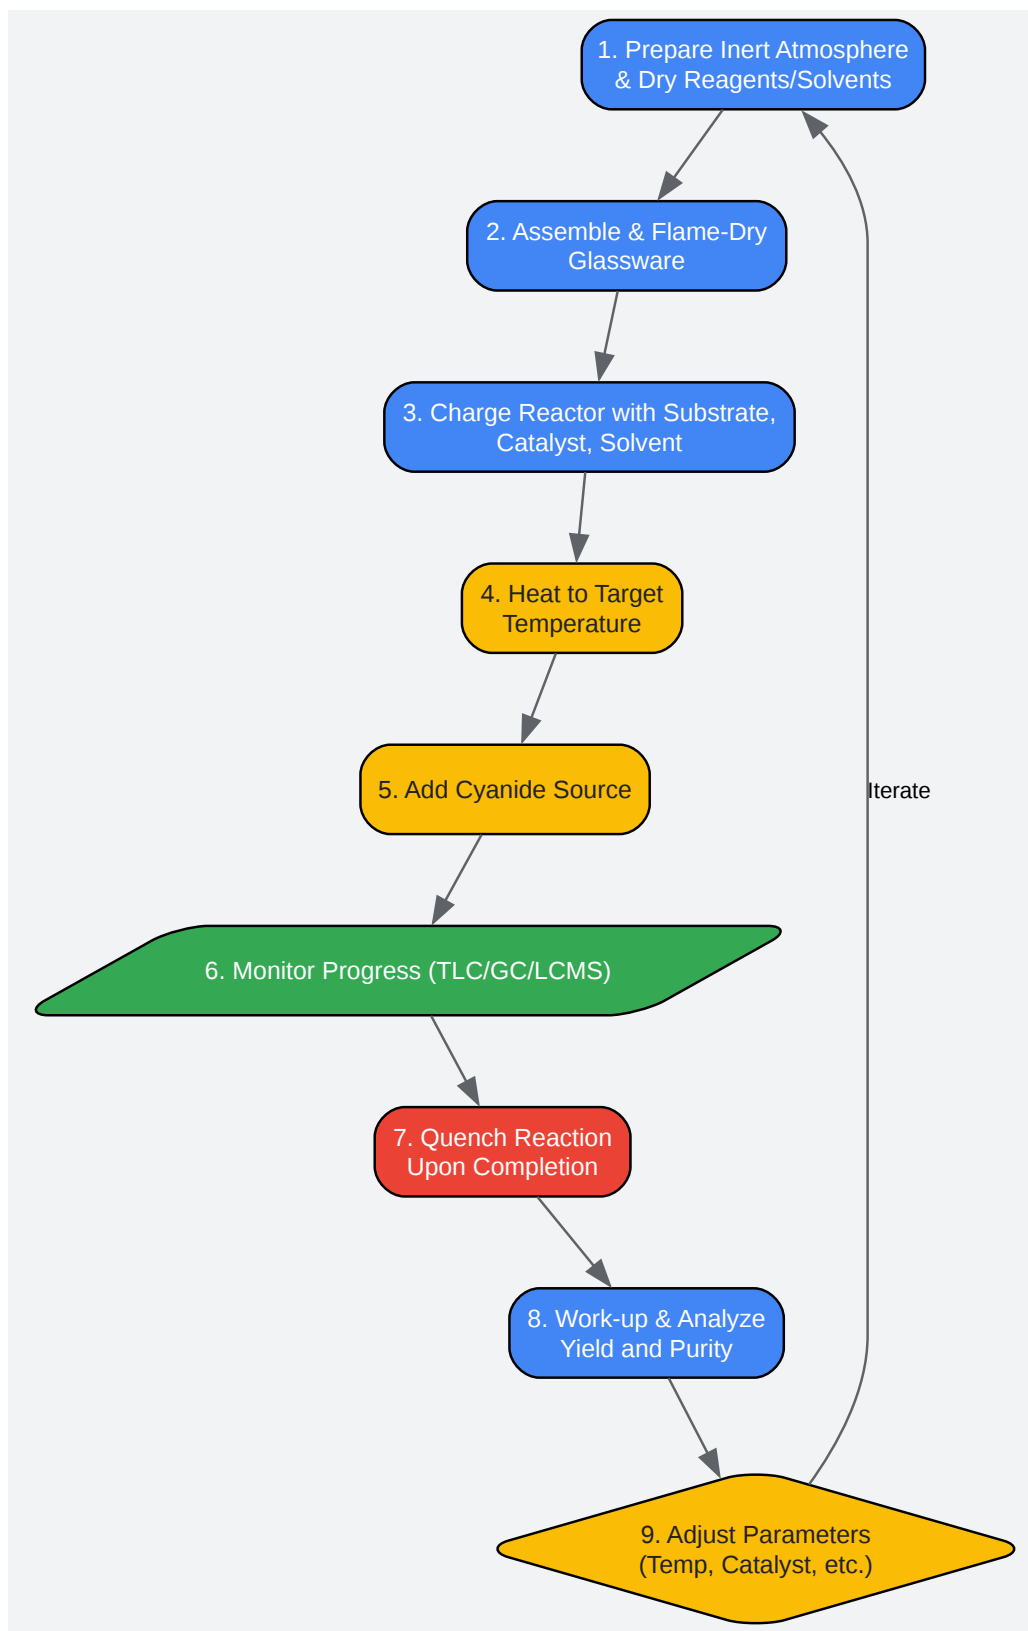 1. Prepare Inert Atmosphere
& Dry Reagents/Solvents
2. Assemble & Flame-Dry
Glassware
3. Charge Reactor with Substrate,
Catalyst, Solvent
4. Heat to Target
Temperature
5. Add Cyanide Source
Iterate
6. Monitor Progress (TLC/GC/LCMS)
7. Quench Reaction
Upon Completion
8. Work-up & Analyze
Yield and Purity
9. Adjust Parameters
(Temp, Catalyst, etc.)